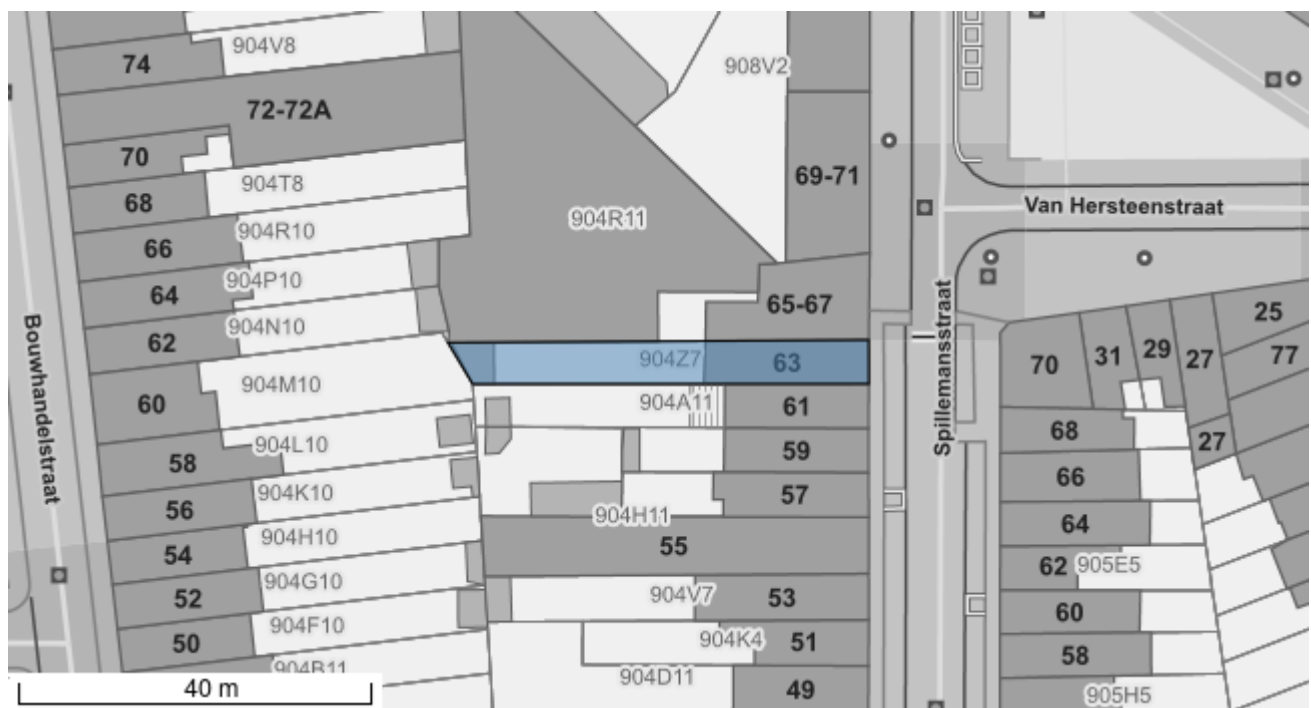 904V8
74
908V2
72-72A
70
69-71
904T8
68
Van Hersteenstraat
904R11
904R10
66
904P10
64
65-67
25
904N10
62
Bouwhandelstraat
Spillemansstraat
904Z7
63
70
31
29
27
77
904M10
60
904A11
61
68
904L10
58
59
27
66
904K10
56
57
904H11
64
904H10
54
55
62
905E5
904G10
52
904V7
53
60
904F10
50
904K4
51
58
904B11
904D11
49
905H5
40 m